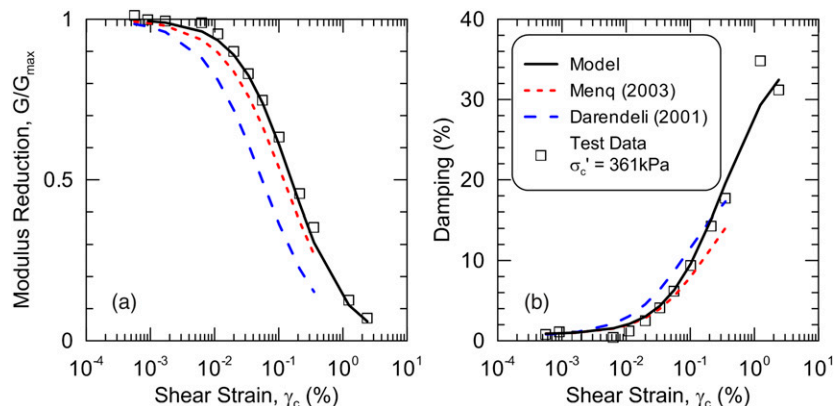 Modulus Reduction, G/Gmax
1
0.5
0
(a)
10⁻⁴ 10⁻³ 10⁻² 10⁻¹ 10⁰ 10¹
Shear Strain, γc (%)
Damping (%)
40
30
20
10
0
Model
Menq (2003)
Darendeli (2001)
Test Data
σc' = 361kPa
(b)
10⁻⁴ 10⁻³ 10⁻² 10⁻¹ 10⁰ 10¹
Shear Strain, γc (%)